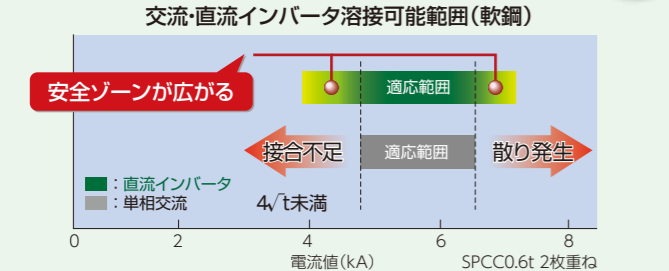 交流・直流インバータ溶接可能範囲（軟鋼）
安全ゾーンが広がる
適応範囲
接合不足
適応範囲
散り発生
：直流インバータ
：単相交流
4√t未満
0 2 4 6 8
電流値（kA）
SPCC0.6t 2枚重ね